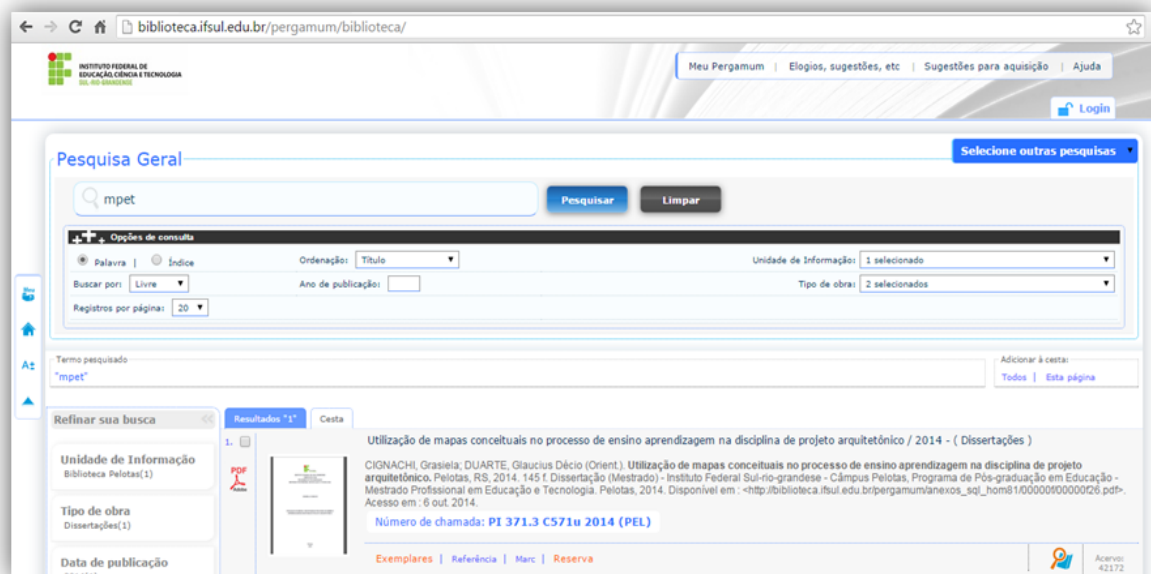 biblioteca.ifsul.edu.br/pergamum/biblioteca/
INSTITUTO FEDERAL DE
EDUCAÇÃO, CIÊNCIA E TECNOLOGIA
SUL-RIO-GRANDENSE
Meu Pergamum | Elogios, sugestões, etc | Sugestões para aquisição | Ajuda
Login
Pesquisa Geral
Selecione outras pesquisas
mpet
Pesquisar
Limpar
Opções de consulta
Palavra | Índice
Ordenação: Título
Unidade de Informação: 1 selecionado
Buscar por: Livre
Ano de publicação:
Tipo de obra: 2 selecionados
Registros por página: 20
A±
Termo pesquisado
"mpet"
Adicionar à cesta:
Todos | Esta página
Refinar sua busca
Resultados "1"
Cesta
Unidade de Informação
Biblioteca Pelotas(1)
Tipo de obra
Dissertações(1)
Data de publicação
1.
PDF
Adobe
Utilização de mapas conceituais no processo de ensino aprendizagem na disciplina de projeto arquitetônico / 2014 - ( Dissertações )
CIGNACHI, Grasiela; DUARTE, Glaucius Décio (Orient.). Utilização de mapas conceituais no processo de ensino aprendizagem na disciplina de projeto
arquitetônico. Pelotas, RS, 2014. 145 f. Dissertação (Mestrado) - Instituto Federal Sul-rio-grandese - Câmpus Pelotas, Programa de Pós-graduação em Educação -
Mestrado Profissional em Educação e Tecnologia. Pelotas, 2014. Disponível em : <http://biblioteca.ifsul.edu.br/pergamum/anexos_sql_hom81/00000f/00000f26.pdf>.
Acesso em : 6 out. 2014.
Número de chamada: PI 371.3 C571u 2014 (PEL)
Exemplares | Referência | Marc | Reserva
Acervo:
42172